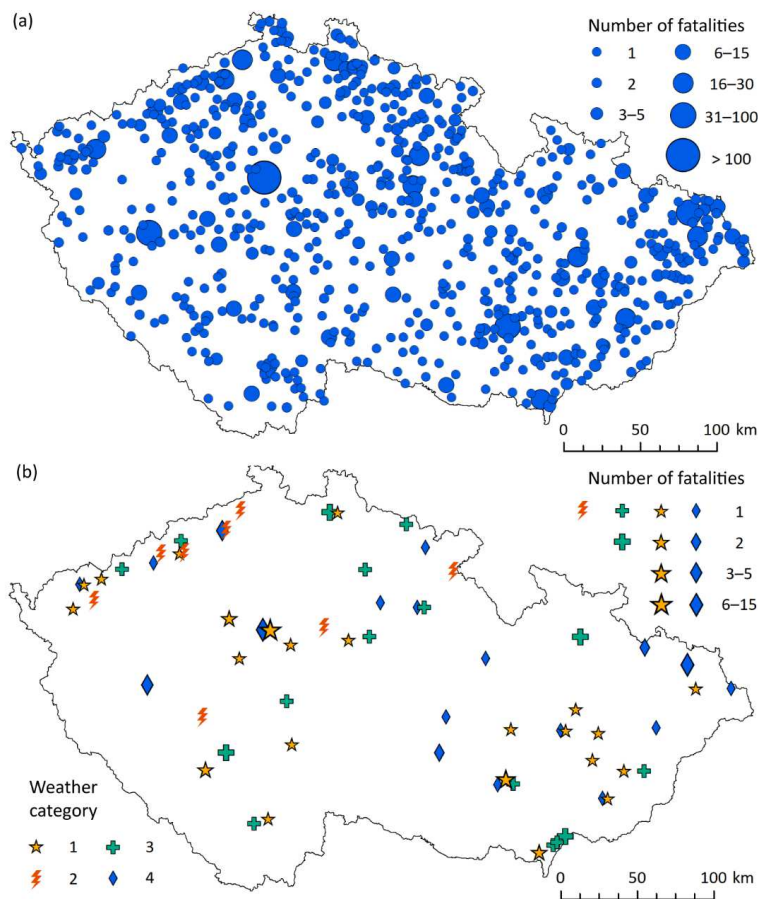 (a)
Number of fatalities
1 6–15
2 16–30
3–5 31–100
> 100
0 50 100 km
(b)
Number of fatalities
1
2
3–5
6–15
Weather
category
1 3
2 4
0 50 100 km